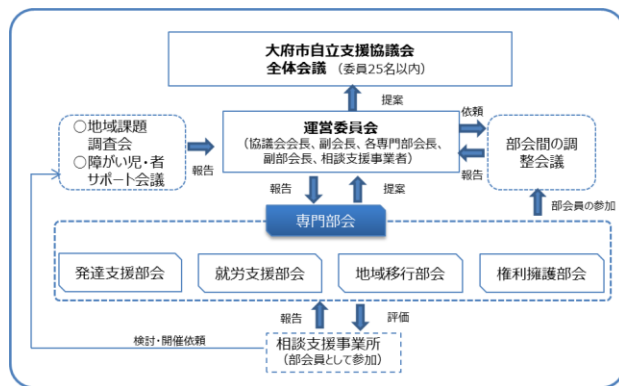 大府市自立支援協議会
全体会議 (委員25名以内)
提案
○地域課題
調査会
○障がい児・者
サポート会議
報告
運営委員会
(協議会会長、副会長、各専門部会長、
副部会長、相談支援事業者)
依頼
報告
部会間の調
整会議
報告
提案
部会員の参加
専門部会
発達支援部会
就労支援部会
地域移行部会
権利擁護部会
報告
評価
検討・開催依頼
相談支援事業所
(部会員として参加)